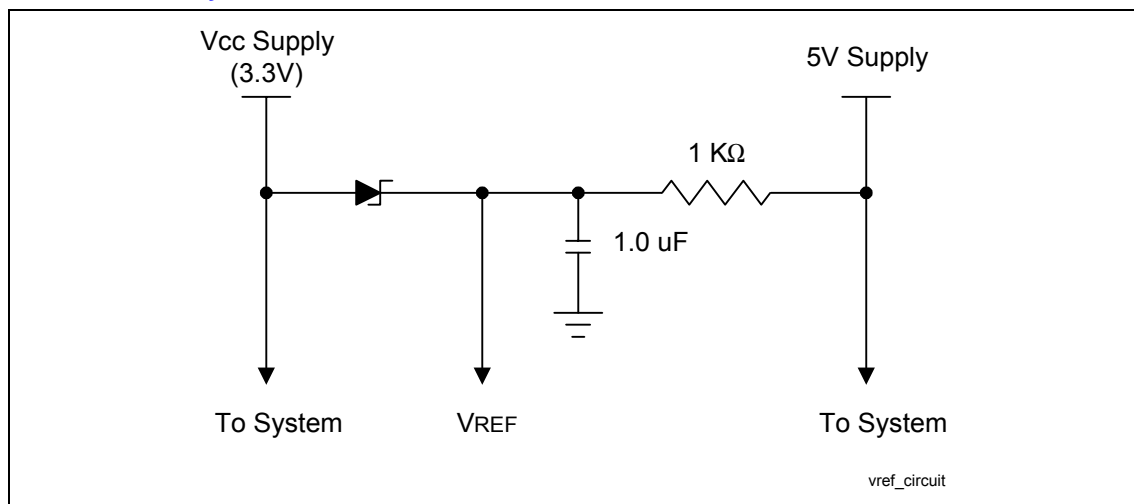 Vcc Supply
(3.3V)
5V Supply
1 KΩ
1.0 uF
To System
VREF
To System
vref_circuit